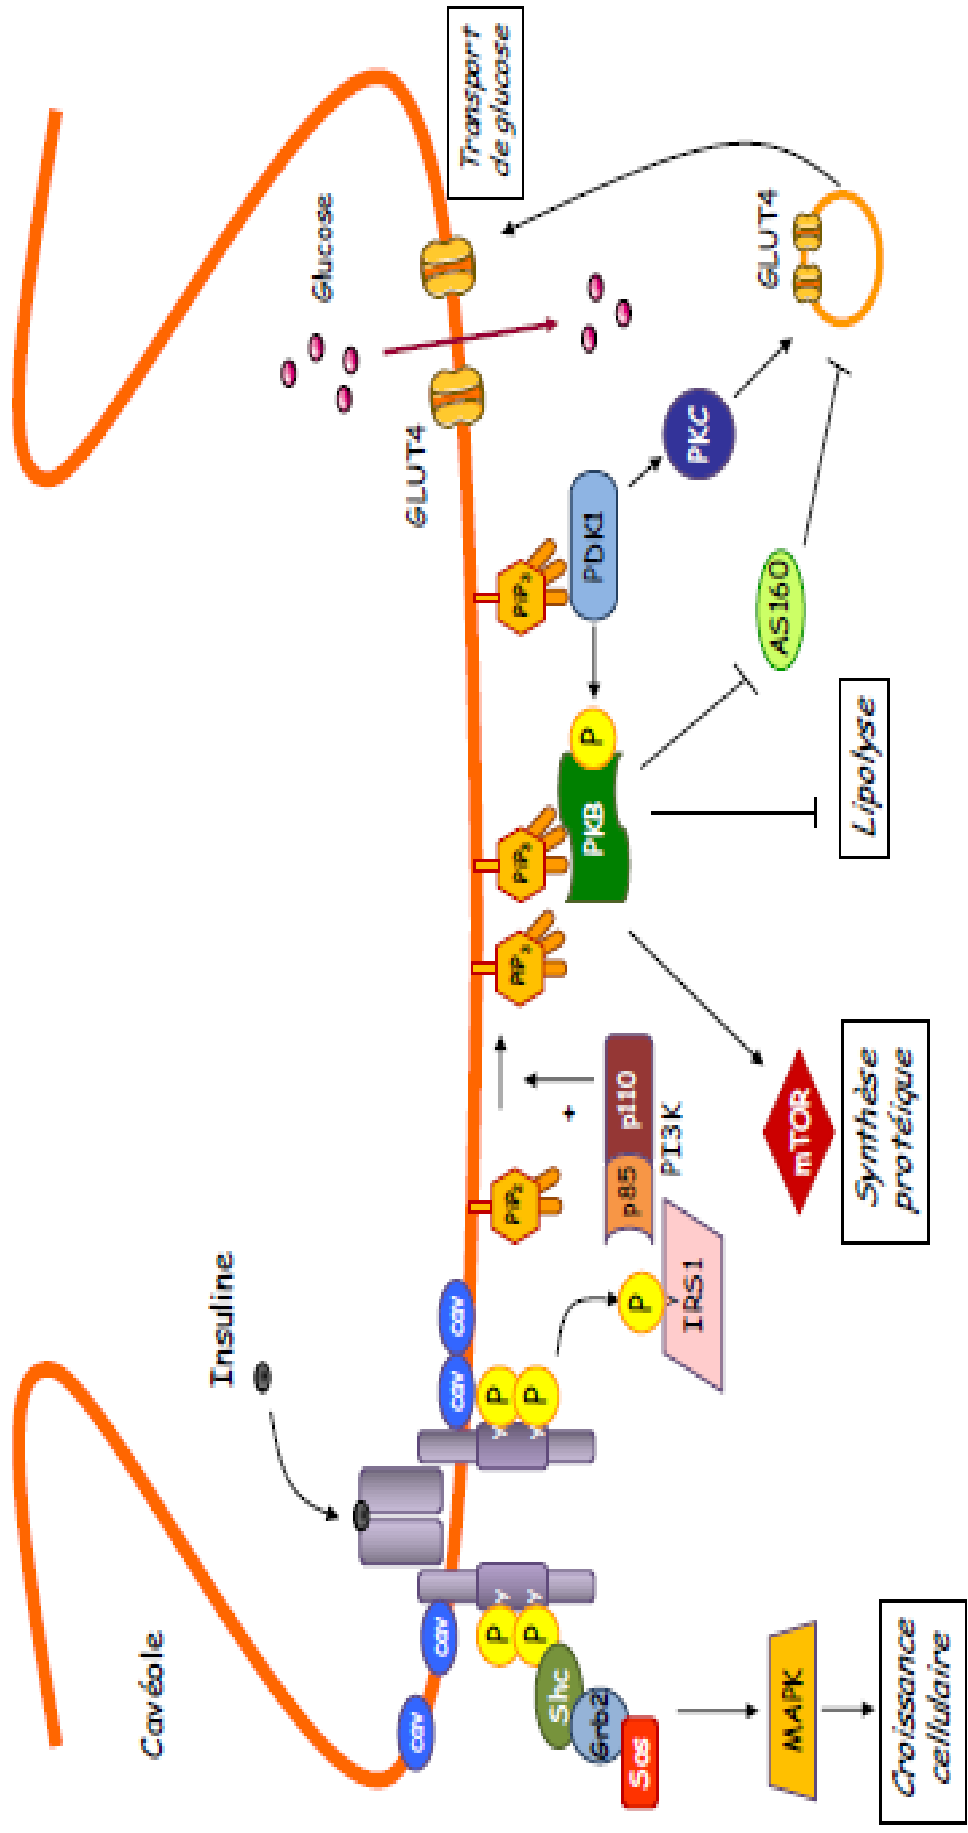 Cavéole
Insuline
Glucose
GLUT4
Transport
de glucose
cav
cav
cav
cav
P
P
P
P
Y
Y
Y
Y
Shc
Grb2
Sos
MAPK
Croissance
cellulaire
P
Y
IRS1
p85
p110
PI3K
+
PiP2
PiP3
PiP3
PiP3
PKB
P
PDK1
PKC
AS160
GLUT4
mTOR
Synthèse
protéique
Lipolyse